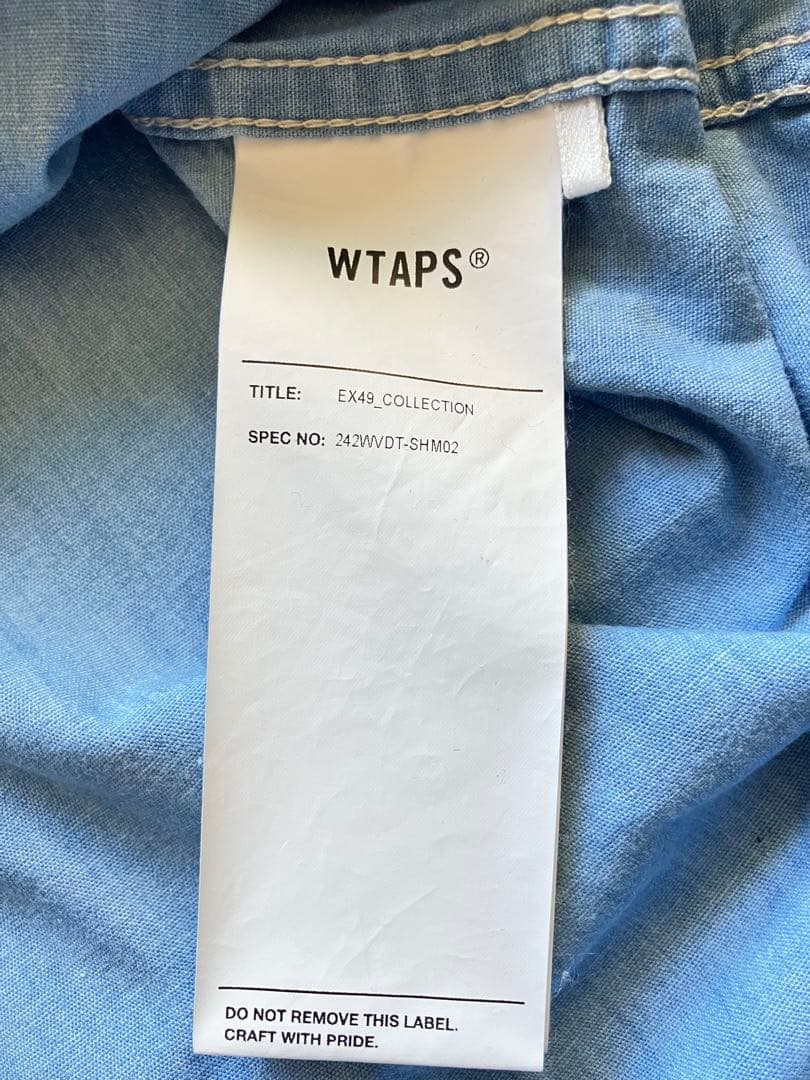 WTAPS®
TITLE: EX49_COLLECTION
SPEC NO: 242WVDT-SHM02
DO NOT REMOVE THIS LABEL.
CRAFT WITH PRIDE.